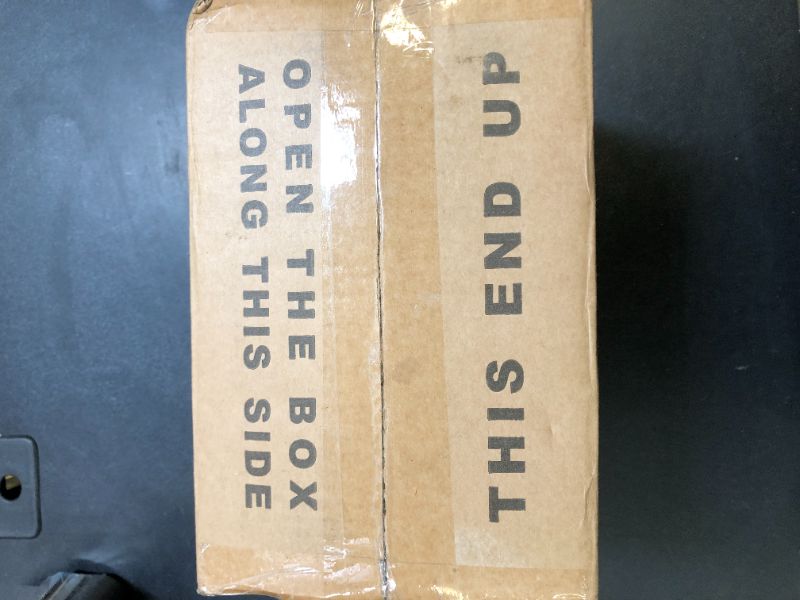 THIS END UP
OPEN THE BOX
ALONG THIS SIDE